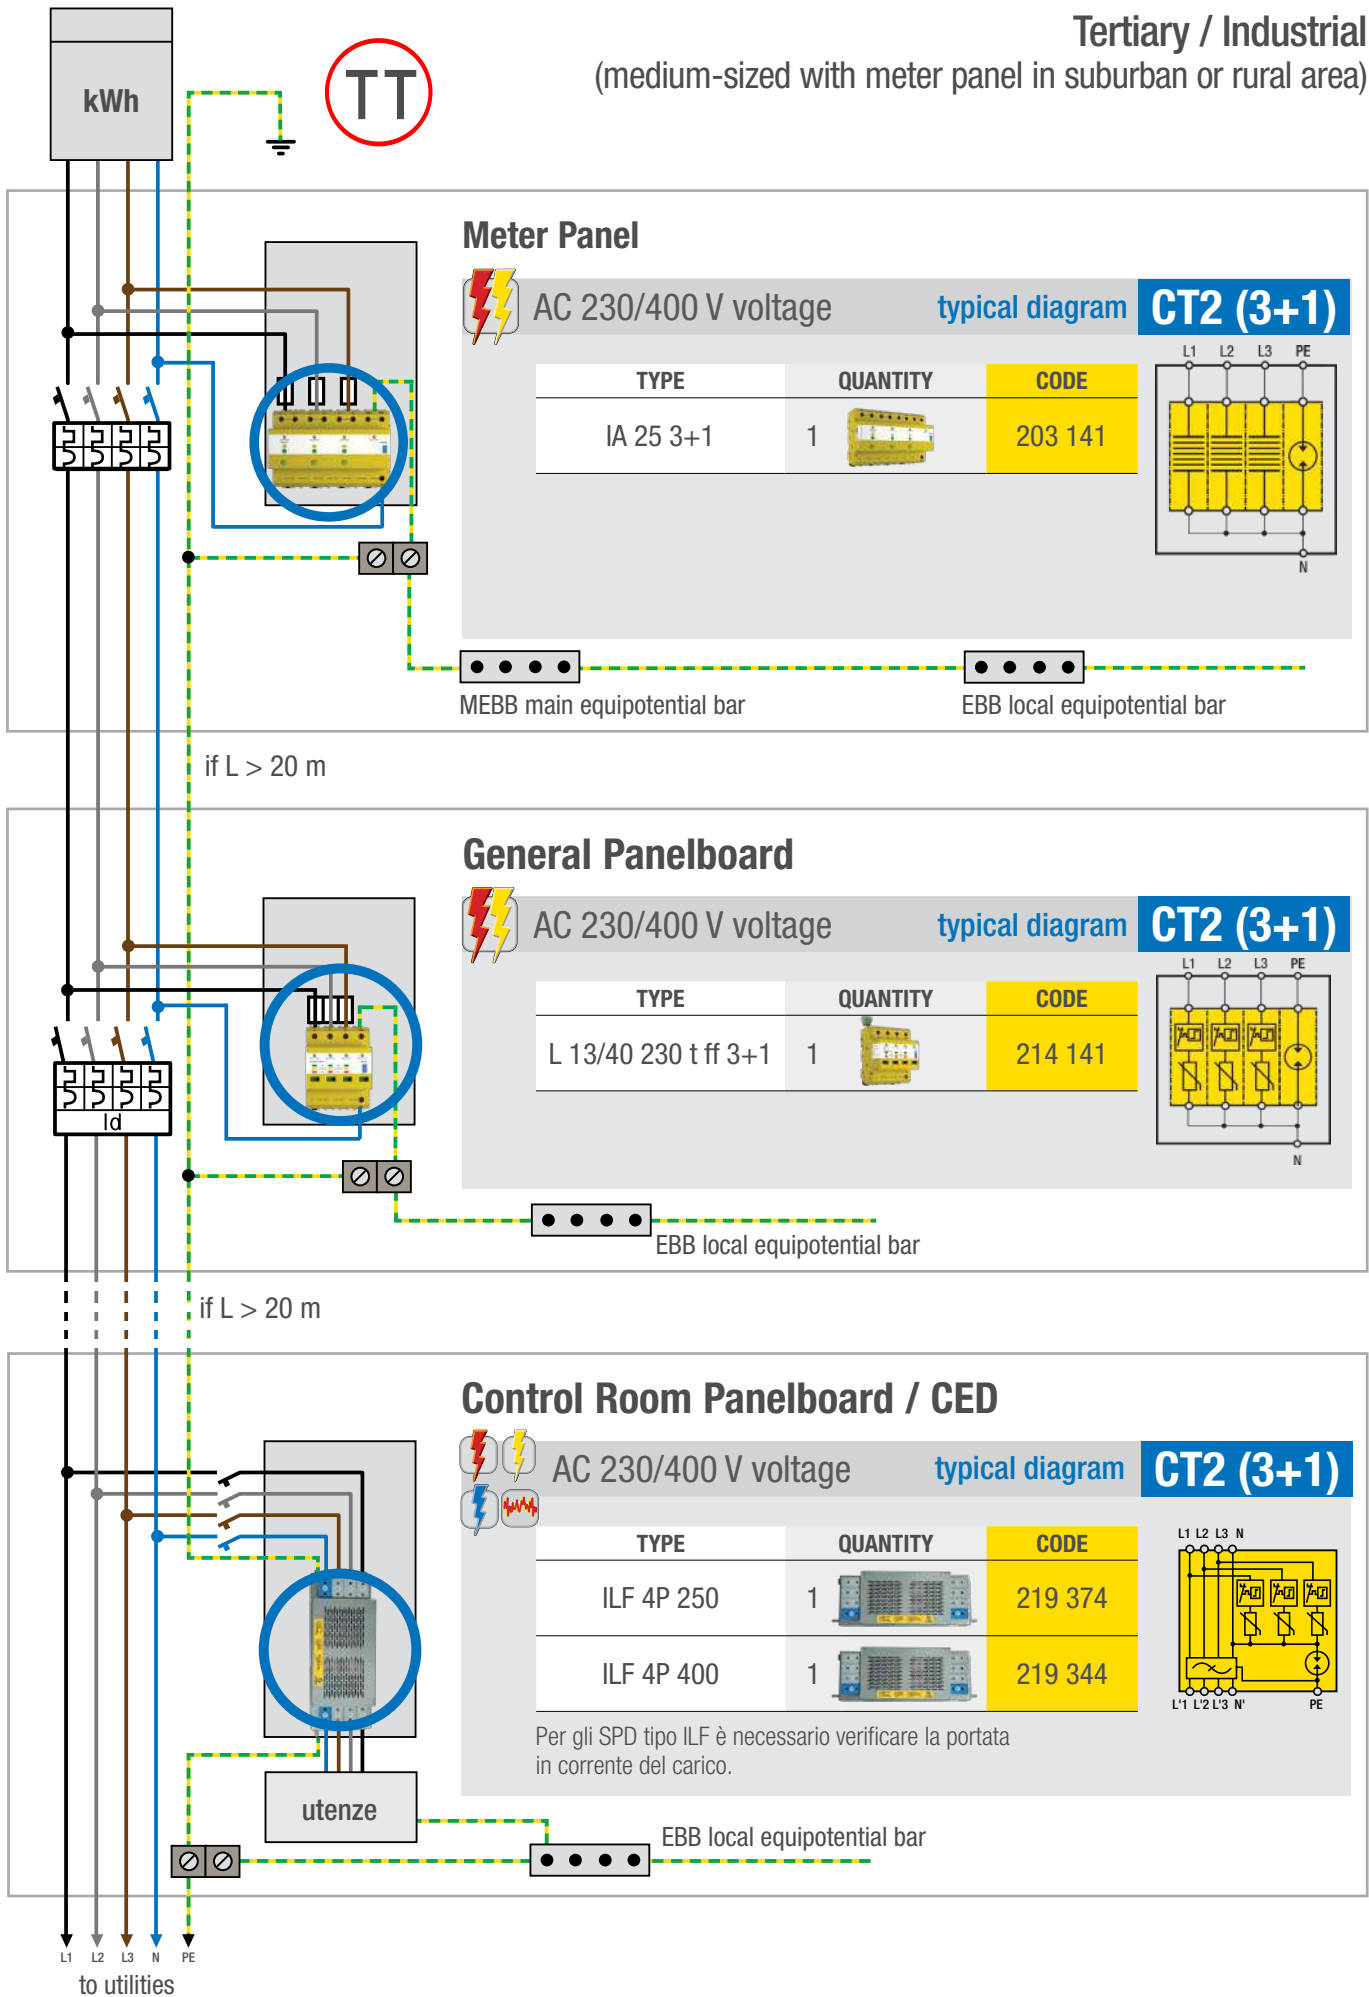 Tertiary / Industrial
(medium-sized with meter panel in suburban or rural area)
kWh
TT
Meter Panel
AC 230/400 V voltage typical diagram CT2 (3+1)
TYPE QUANTITY CODE
IA 25 3+1 1 203 141
L1 L2 L3 PE
N
MEBB main equipotential bar
EBB local equipotential bar
if L > 20 m
General Panelboard
AC 230/400 V voltage typical diagram CT2 (3+1)
TYPE QUANTITY CODE
L 13/40 230 t ff 3+1 1 214 141
L1 L2 L3 PE
N
Id
EBB local equipotential bar
if L > 20 m
Control Room Panelboard / CED
AC 230/400 V voltage typical diagram CT2 (3+1)
TYPE QUANTITY CODE
ILF 4P 250 1 219 374
ILF 4P 400 1 219 344
L1 L2 L3 N
L'1 L'2 L'3 N' PE
Per gli SPD tipo ILF è necessario verificare la portata
in corrente del carico.
utenze
EBB local equipotential bar
L1 L2 L3 N PE
to utilities